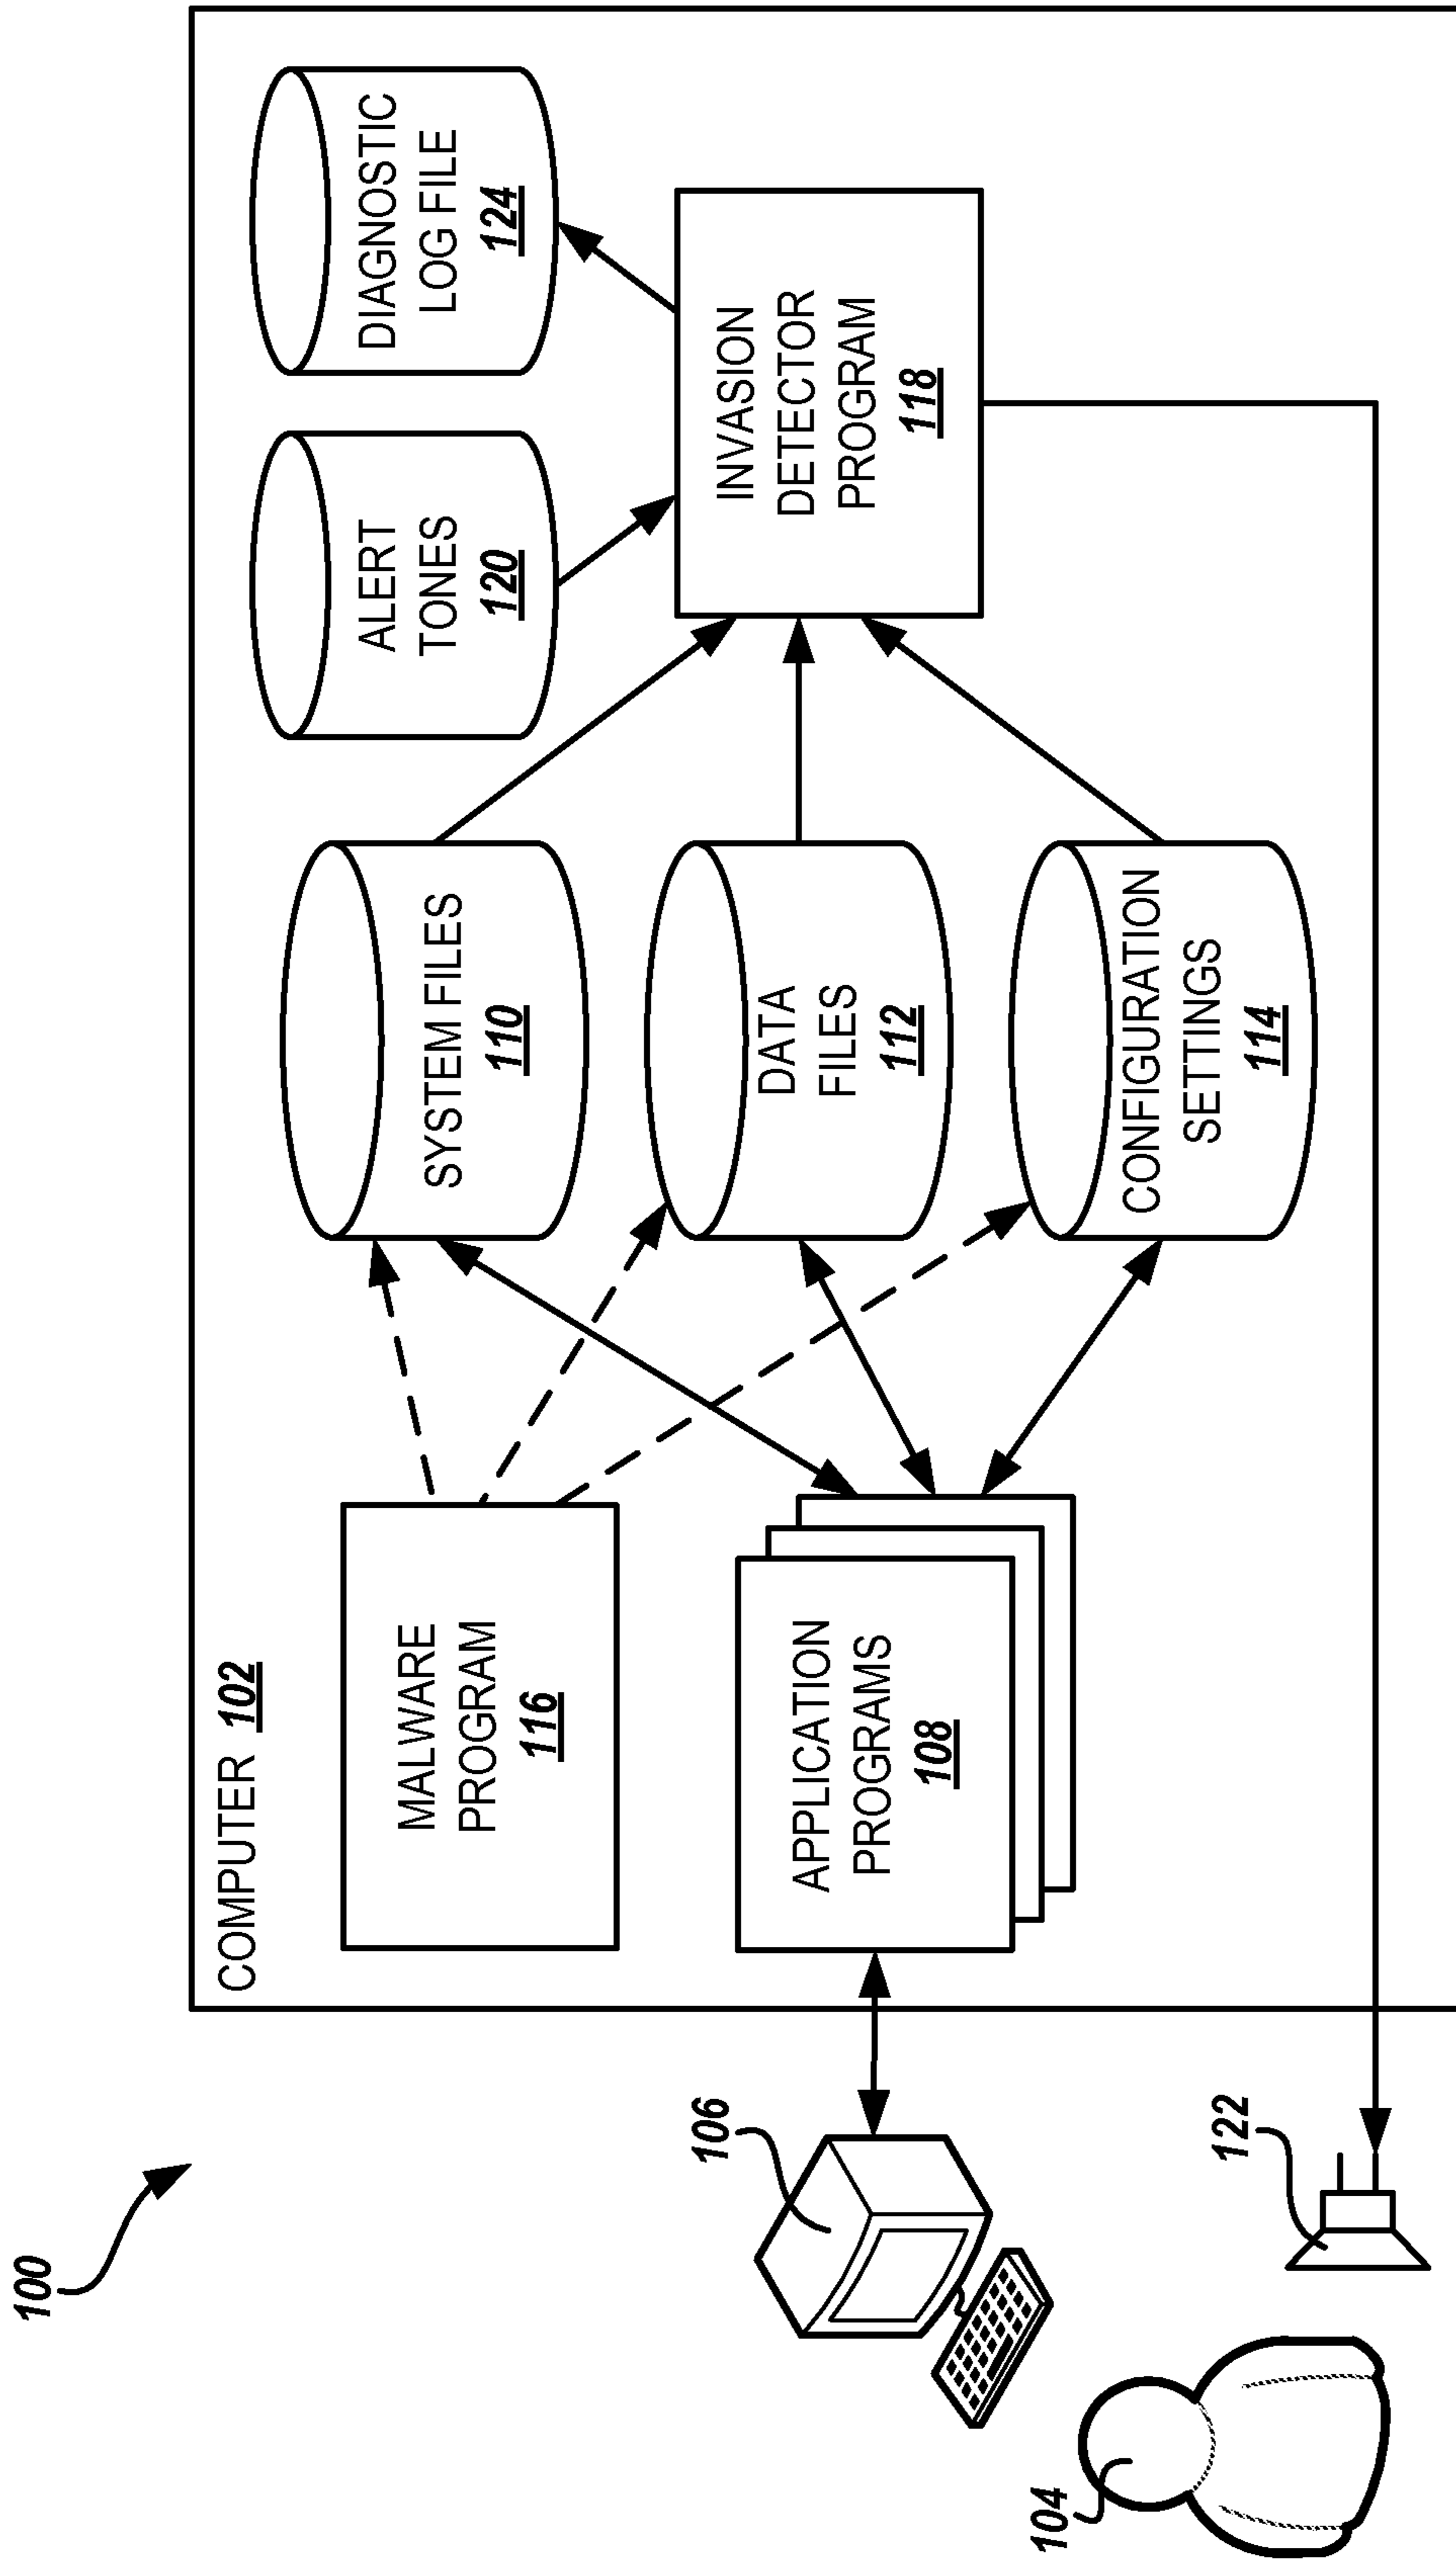 100
COMPUTER 102
MALWARE
PROGRAM
116
SYSTEM FILES
110
ALERT
TONES
120
DIAGNOSTIC
LOG FILE
124
106
APPLICATION
PROGRAMS
108
DATA
FILES
112
INVASION
DETECTOR
PROGRAM
118
104
122
CONFIGURATION
SETTINGS
114